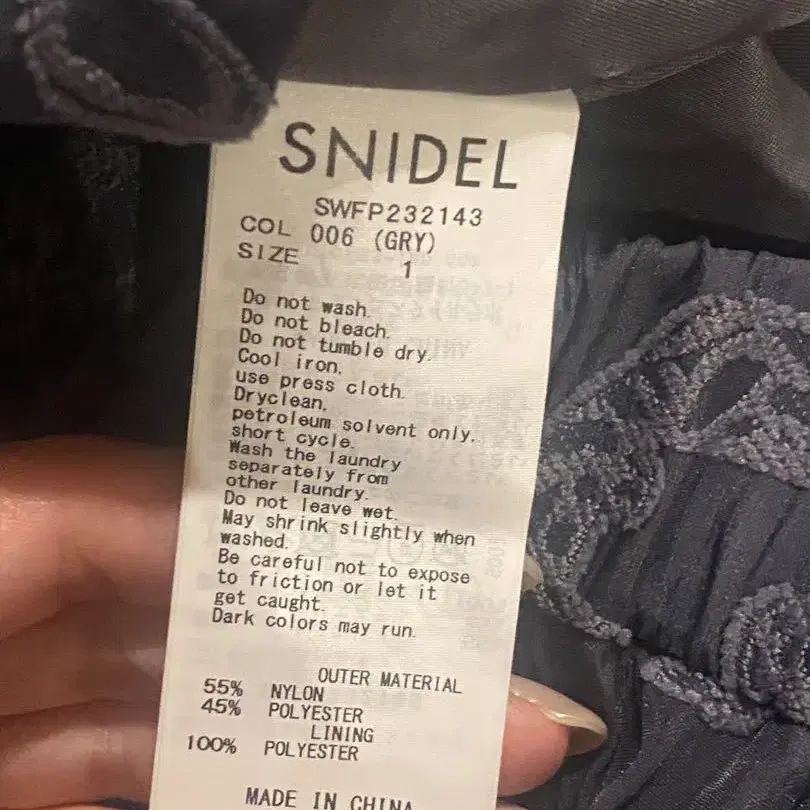 SNIDEL
SWFP232143
COL 006 (GRY)
SIZE 1
Do not wash.
Do not bleach.
Do not tumble dry.
Cool iron,
use press cloth.
Dryclean,
petroleum solvent only,
short cycle.
Wash the laundry
separately from
other laundry.
Do not leave wet.
May shrink slightly when
washed.
Be careful not to expose
to friction or let it
get caught.
Dark colors may run.
OUTER MATERIAL
55% NYLON
45% POLYESTER
LINING
100% POLYESTER
MADE IN CHINA